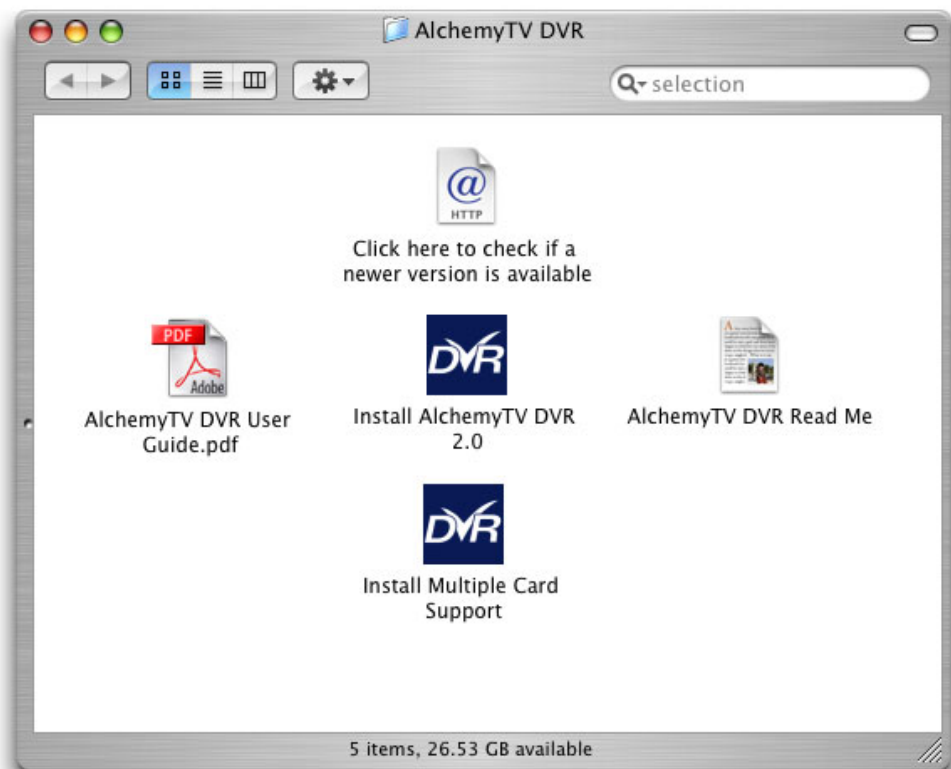 AlchemyTV DVR
selection
HTTP
Click here to check if a
newer version is available
PDF
Adobe
AlchemyTV DVR User
Guide.pdf
DVR
Install AlchemyTV DVR
2.0
AlchemyTV DVR Read Me
DVR
Install Multiple Card
Support
5 items, 26.53 GB available